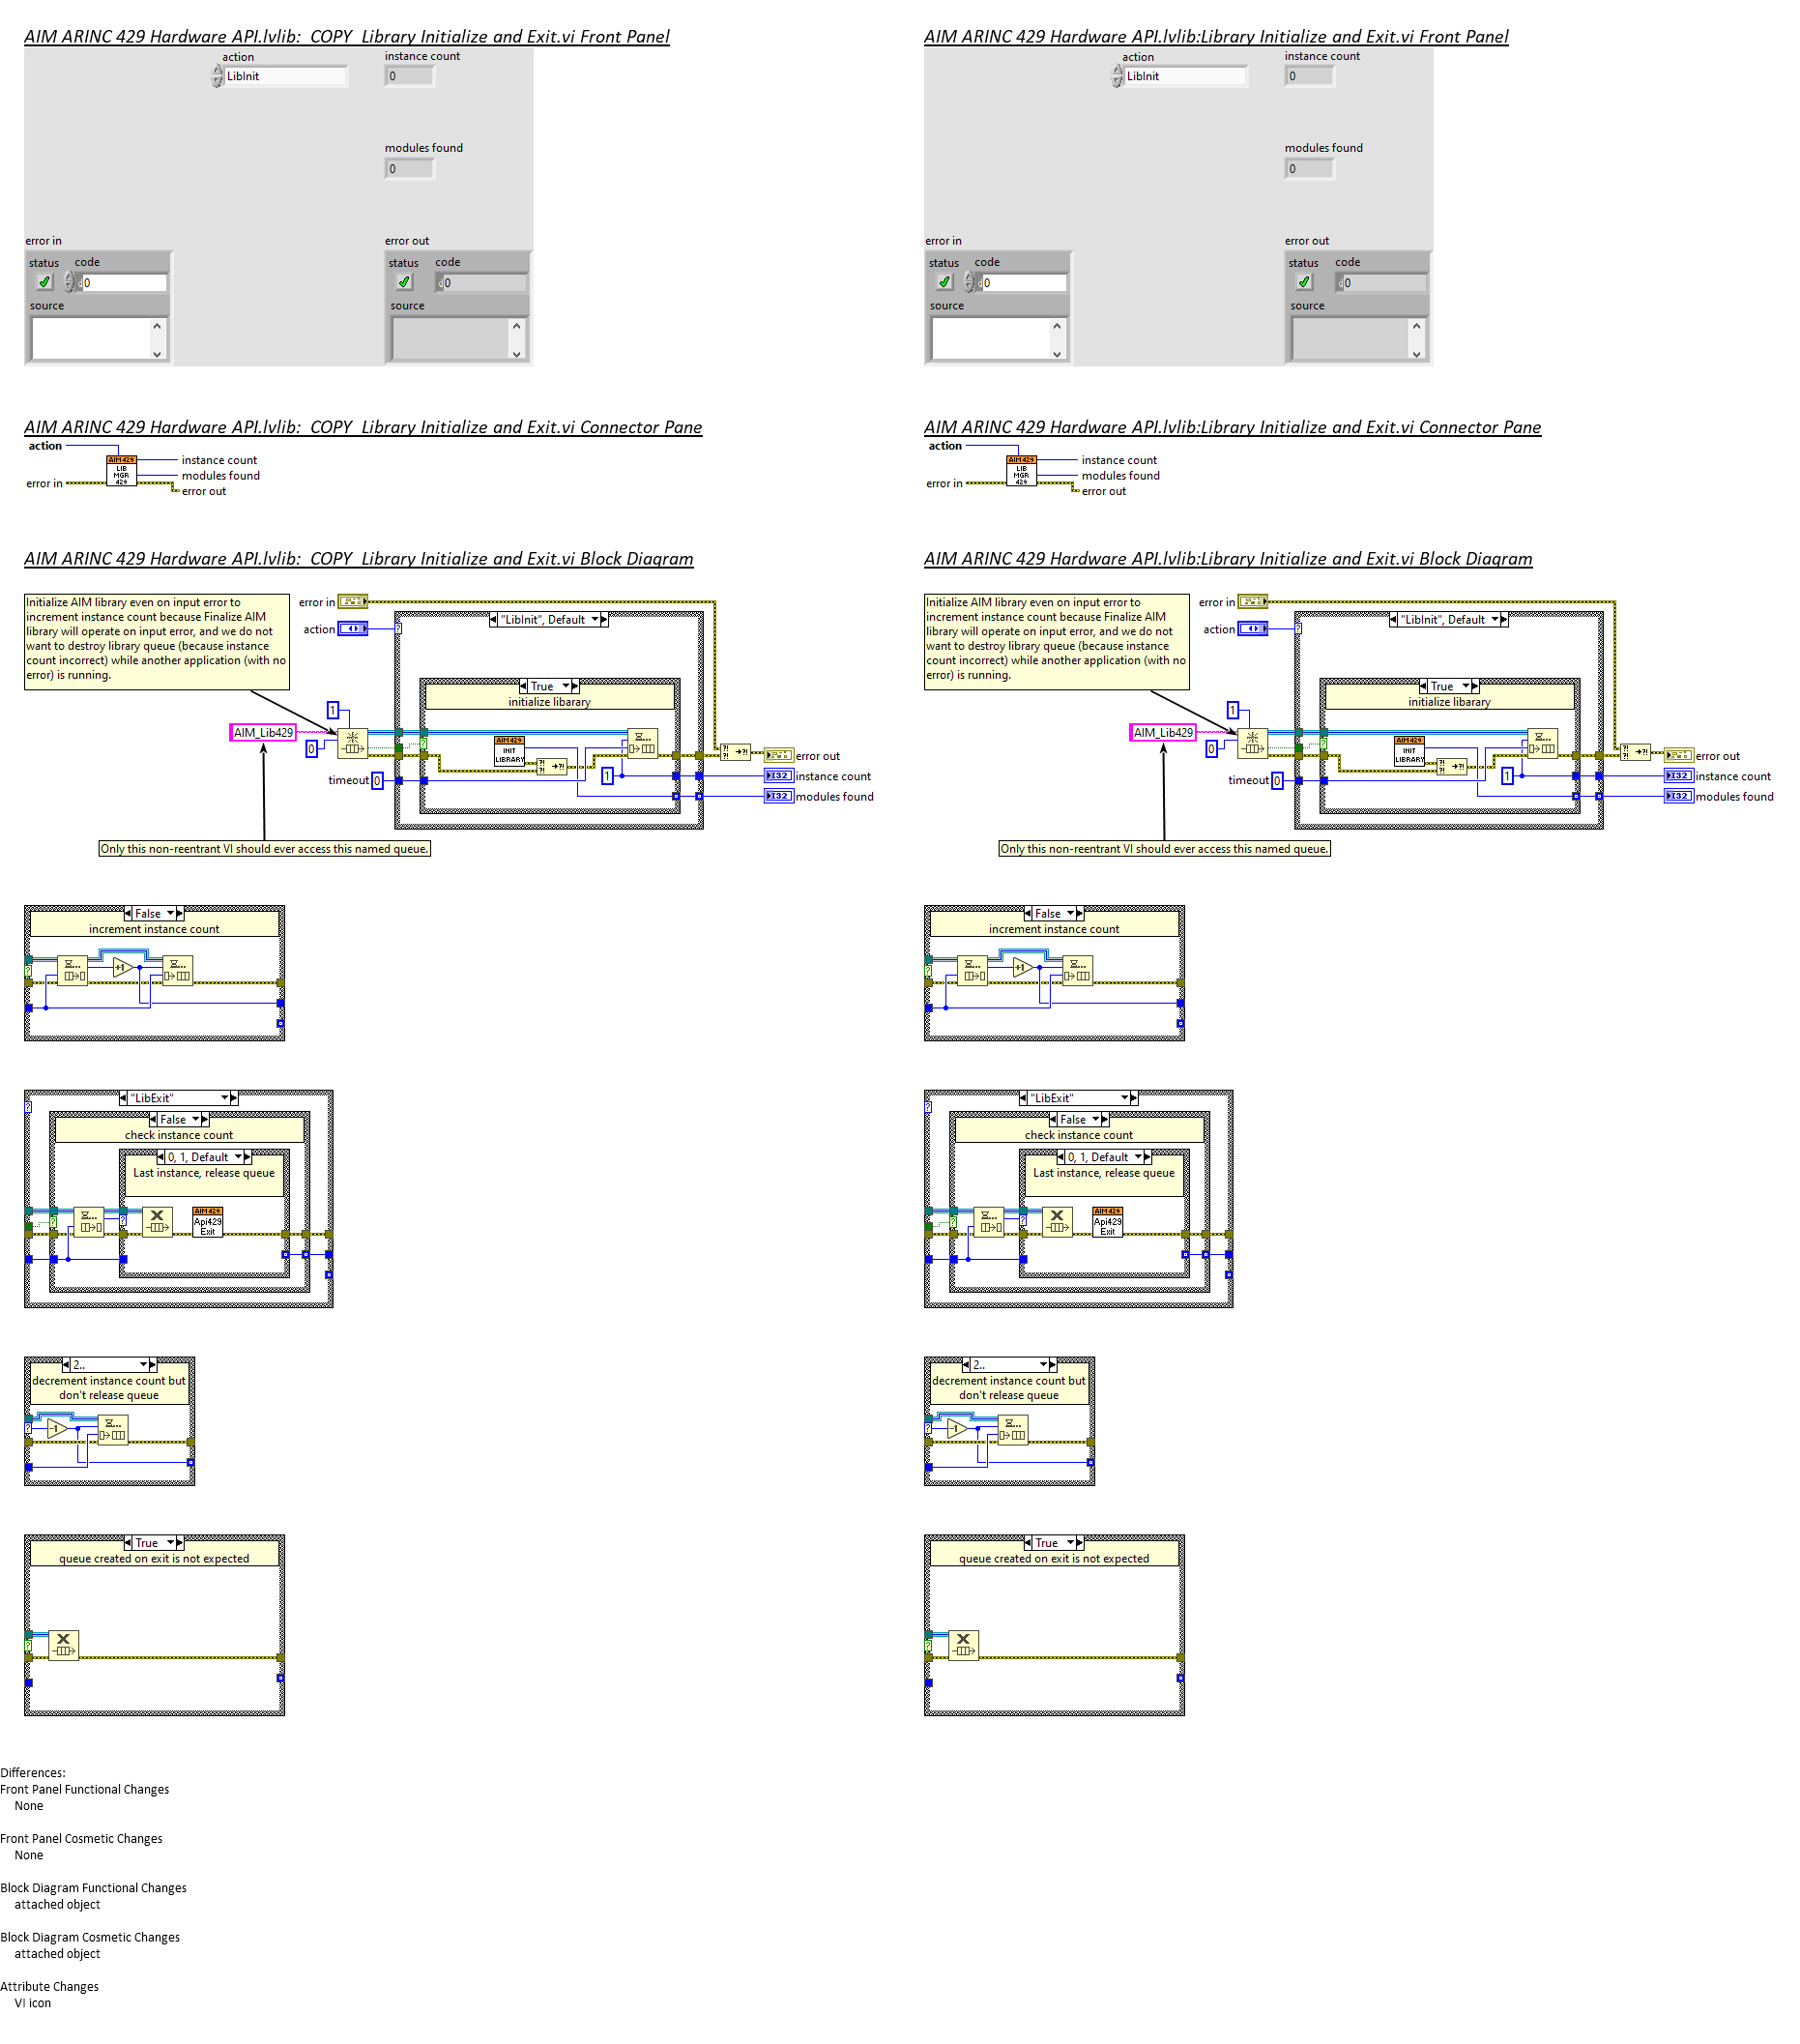 AIM ARINC 429 Hardware API.lvlib:  COPY  Library Initialize and Exit.vi Front Panel
action
LibInit
instance count
0
modules found
0
error in
status code
0
source
error out
status code
0
source
AIM ARINC 429 Hardware API.lvlib:Library Initialize and Exit.vi Front Panel
action
LibInit
instance count
0
modules found
0
error in
status code
0
source
error out
status code
0
source
AIM ARINC 429 Hardware API.lvlib:  COPY  Library Initialize and Exit.vi Connector Pane
action
AIM429
LIB
MGR
429
error in
instance count
modules found
error out
AIM ARINC 429 Hardware API.lvlib:Library Initialize and Exit.vi Connector Pane
action
AIM429
LIB
MGR
429
error in
instance count
modules found
error out
AIM ARINC 429 Hardware API.lvlib:  COPY  Library Initialize and Exit.vi Block Diagram
Initialize AIM library even on input error to
increment instance count because Finalize AIM
library will operate on input error, and we do not
want to destroy library queue (because instance
count incorrect) while another application (with no
error) is running.
error in
action
"LibInit", Default
True
initialize libarary
1
AIM_Lib429
0
timeout 0
AIM429
INIT
LIBRARY
1
error out
I32 instance count
I32 modules found
Only this non-reentrant VI should ever access this named queue.
False
increment instance count
+1
"LibExit"
False
check instance count
0, 1, Default
Last instance, release queue
AIM429
Api429
Exit
2..
decrement instance count but
don't release queue
-1
True
queue created on exit is not expected
AIM ARINC 429 Hardware API.lvlib:Library Initialize and Exit.vi Block Diagram
Initialize AIM library even on input error to
increment instance count because Finalize AIM
library will operate on input error, and we do not
want to destroy library queue (because instance
count incorrect) while another application (with no
error) is running.
error in
action
"LibInit", Default
True
initialize libarary
1
AIM_Lib429
0
timeout 0
AIM429
INIT
LIBRARY
1
error out
I32 instance count
I32 modules found
Only this non-reentrant VI should ever access this named queue.
False
increment instance count
+1
"LibExit"
False
check instance count
0, 1, Default
Last instance, release queue
AIM429
Api429
Exit
2..
decrement instance count but
don't release queue
-1
True
queue created on exit is not expected
Differences:
Front Panel Functional Changes
None
Front Panel Cosmetic Changes
None
Block Diagram Functional Changes
attached object
Block Diagram Cosmetic Changes
attached object
Attribute Changes
VI icon